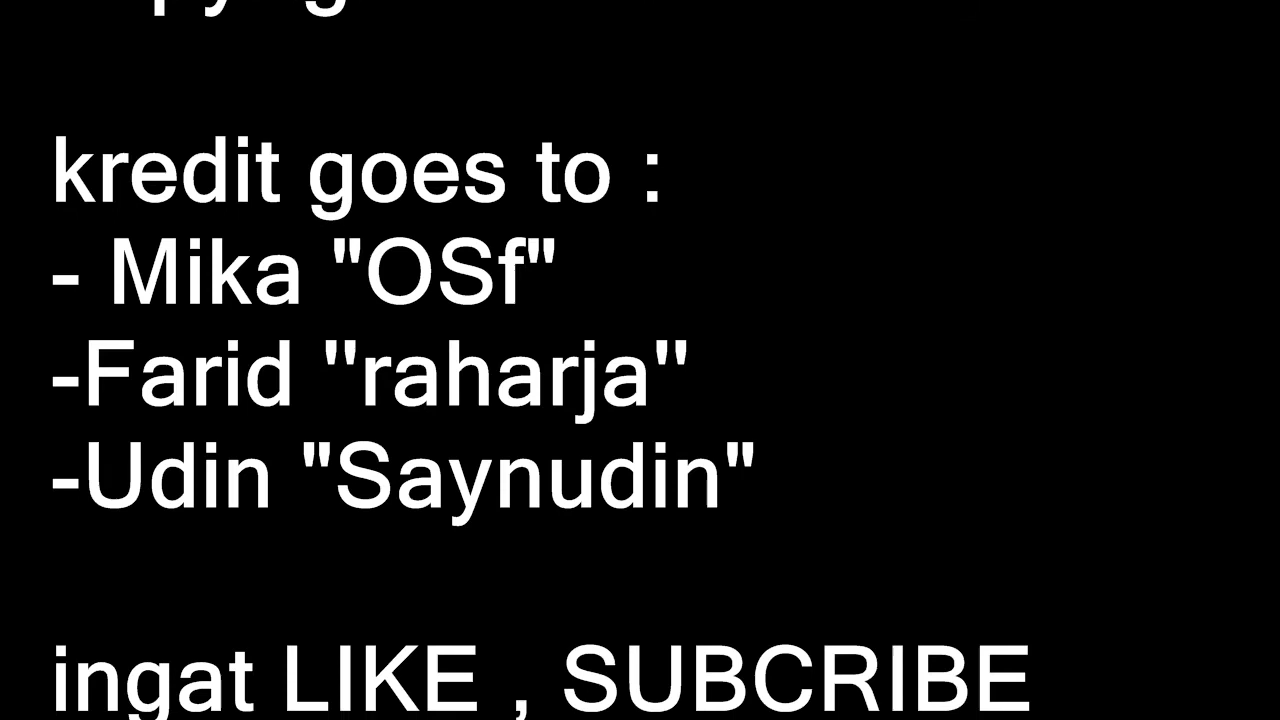 kredit goes to :
- Mika "OSf"
-Farid ''raharja''
-Udin "Saynudin"
ingat LIKE , SUBCRIBE